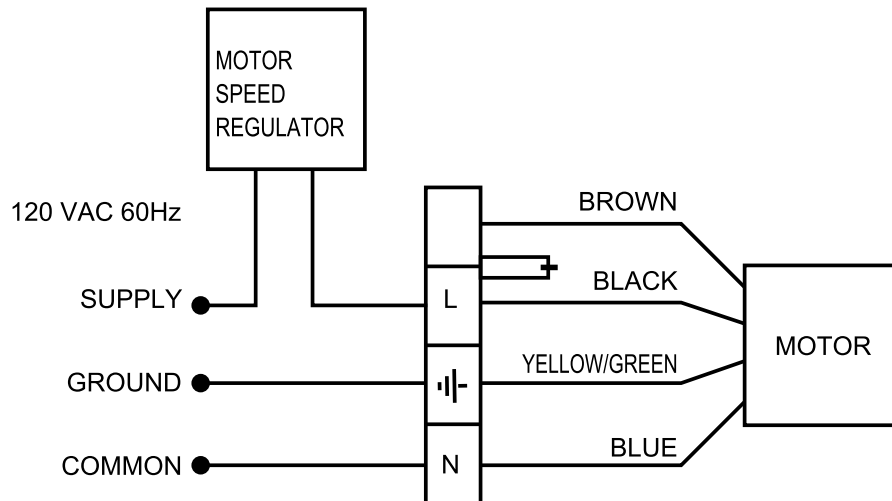 MOTOR
SPEED
REGULATOR
120 VAC 60Hz
BROWN
SUPPLY
L
BLACK
MOTOR
GROUND
YELLOW/GREEN
COMMON
N
BLUE